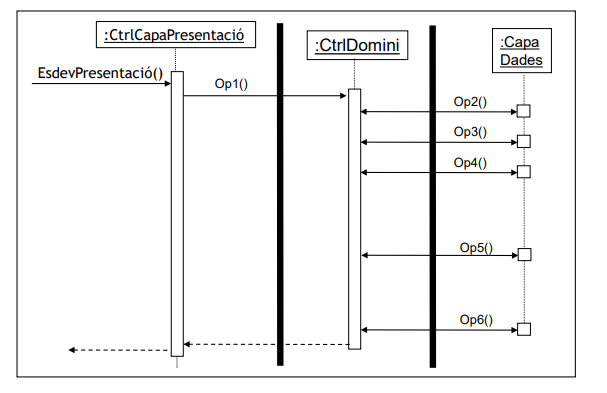 :CtrlCapaPresentació
:CtrlDomini
:Capa
Dades
EsdevPresentació()
Op1()
Op2()
Op3()
Op4()
Op5()
Op6()